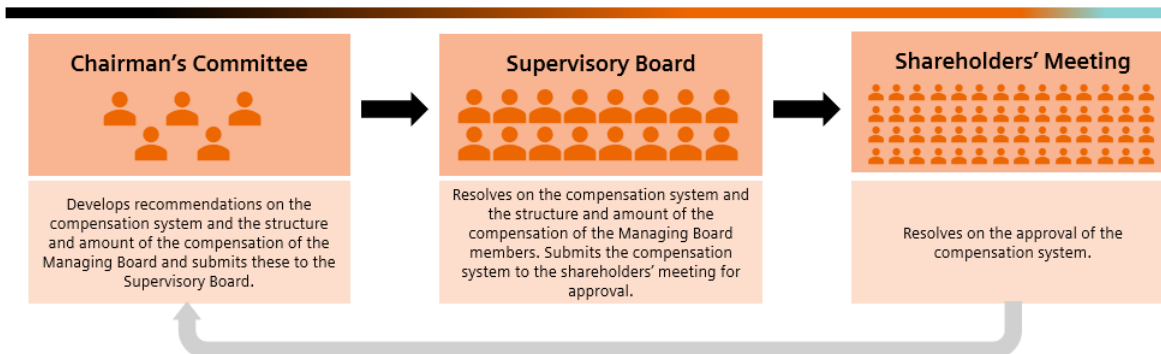 Chairman's Committee
Develops recommendations on the
compensation system and the structure
and amount of the compensation of the
Managing Board and submits these to the
Supervisory Board.
Supervisory Board
Resolves on the compensation system and
the structure and amount of the
compensation of the Managing Board
members. Submits the compensation
system to the shareholders' meeting for
approval.
Shareholders' Meeting
Resolves on the approval of the
compensation system.